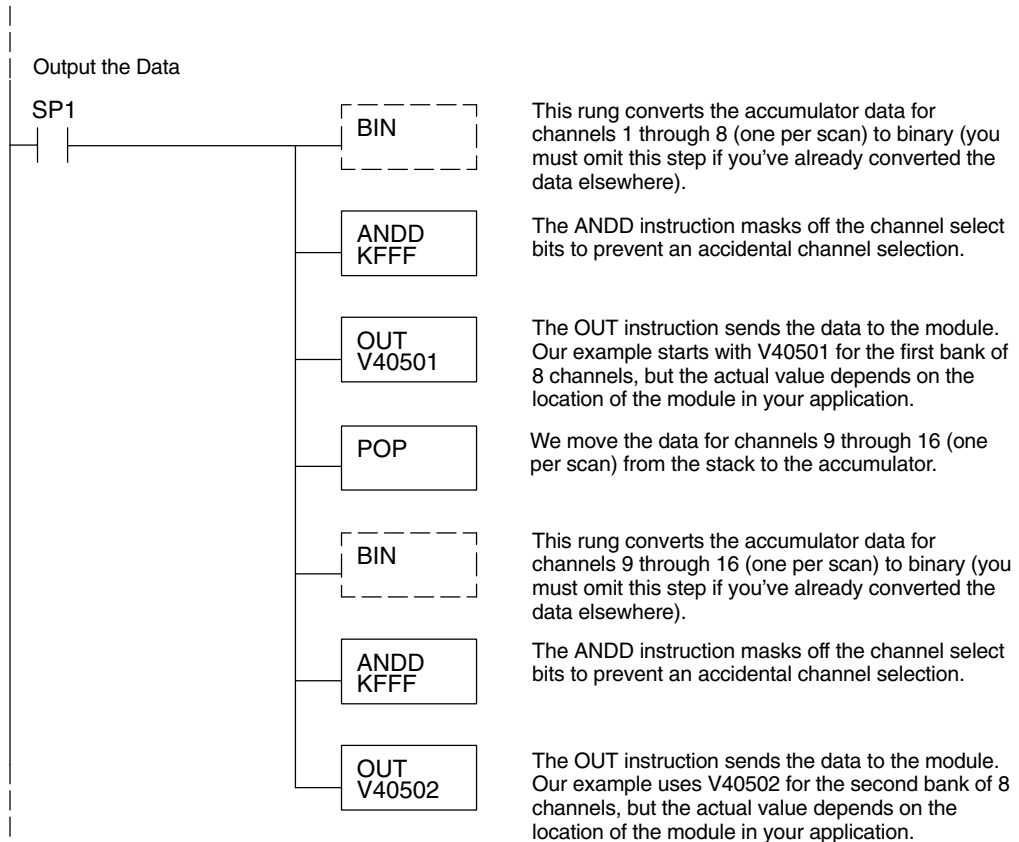 Output the Data
SP1
BIN
This rung converts the accumulator data for
channels 1 through 8 (one per scan) to binary (you
must omit this step if you’ve already converted the
data elsewhere).
ANDD
KFFF
The ANDD instruction masks off the channel select
bits to prevent an accidental channel selection.
OUT
V40501
The OUT instruction sends the data to the module.
Our example starts with V40501 for the first bank of
8 channels, but the actual value depends on the
location of the module in your application.
POP
We move the data for channels 9 through 16 (one
per scan) from the stack to the accumulator.
BIN
This rung converts the accumulator data for
channels 9 through 16 (one per scan) to binary (you
must omit this step if you’ve already converted the
data elsewhere).
ANDD
KFFF
The ANDD instruction masks off the channel select
bits to prevent an accidental channel selection.
OUT
V40502
The OUT instruction sends the data to the module.
Our example uses V40502 for the second bank of 8
channels, but the actual value depends on the
location of the module in your application.